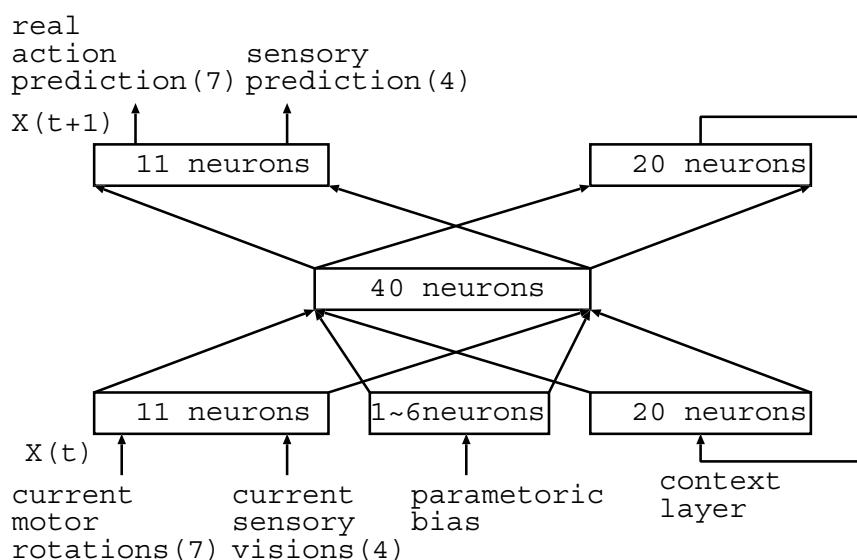 real
action
prediction(7)
sensory
prediction(4)
X(t+1)
11 neurons
20 neurons
40 neurons
11 neurons
1~6neurons
20 neurons
X(t)
current
motor
rotations(7)
current
sensory
visions(4)
parametoric
bias
context
layer